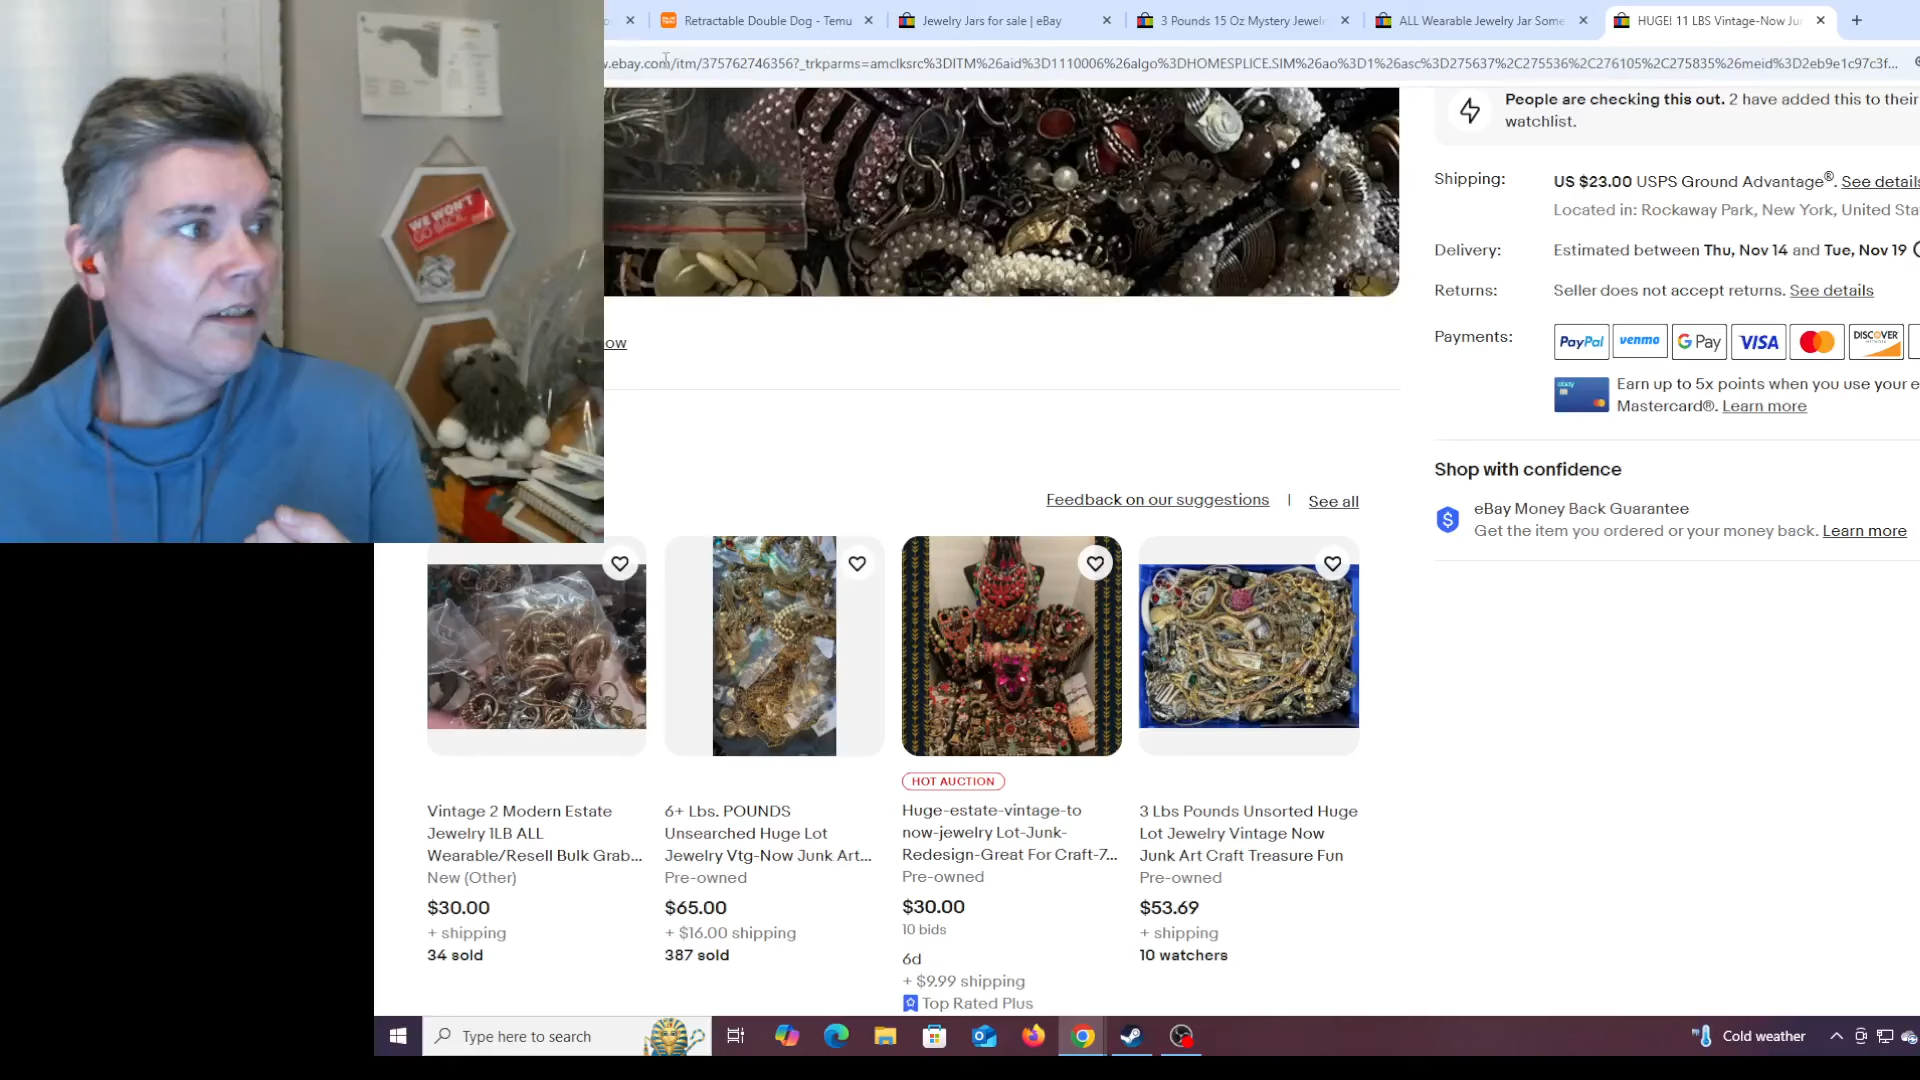 Retractable Double Dog - Temu
Jewelry Jars for sale | eBay
3 Pounds 15 Oz Mystery Jewel
ALL Wearable Jewelry Jar Some
HUGE! 11 LBS Vintage-Now Ju
.ebay.com/itm/375762746356?_trkparms=amclksrc%3DITM%26aid%3D1110006%26algo%3DHOMESPLICE.SIM%26ao%3D1%26asc%3D275637%2C275536%2C276105%2C275835%26meid%3D2eb9e1c97c3f...
WE WON'T
GO BACK
People are checking this out. 2 have added this to their
watchlist.
Shipping: US $23.00 USPS Ground Advantage®. See details
Located in: Rockaway Park, New York, United Sta
Delivery: Estimated between Thu, Nov 14 and Tue, Nov 19
Returns: Seller does not accept returns. See details
Payments: PayPal venmo G Pay VISA DISCOVER
ebay Earn up to 5x points when you use your e
Mastercard®. Learn more
ow
Shop with confidence
eBay Money Back Guarantee
Get the item you ordered or your money back. Learn more
Feedback on our suggestions | See all
Vintage 2 Modern Estate
Jewelry 1LB ALL
Wearable/Resell Bulk Grab...
New (Other)
$30.00
+ shipping
34 sold
6+ Lbs. POUNDS
Unsearched Huge Lot
Jewelry Vtg-Now Junk Art...
Pre-owned
$65.00
+ $16.00 shipping
387 sold
HOT AUCTION
Huge-estate-vintage-to
now-jewelry Lot-Junk-
Redesign-Great For Craft-7...
Pre-owned
$30.00
10 bids
6d
+ $9.99 shipping
Top Rated Plus
3 Lbs Pounds Unsorted Huge
Lot Jewelry Vintage Now
Junk Art Craft Treasure Fun
Pre-owned
$53.69
+ shipping
10 watchers
Type here to search
Cold weather